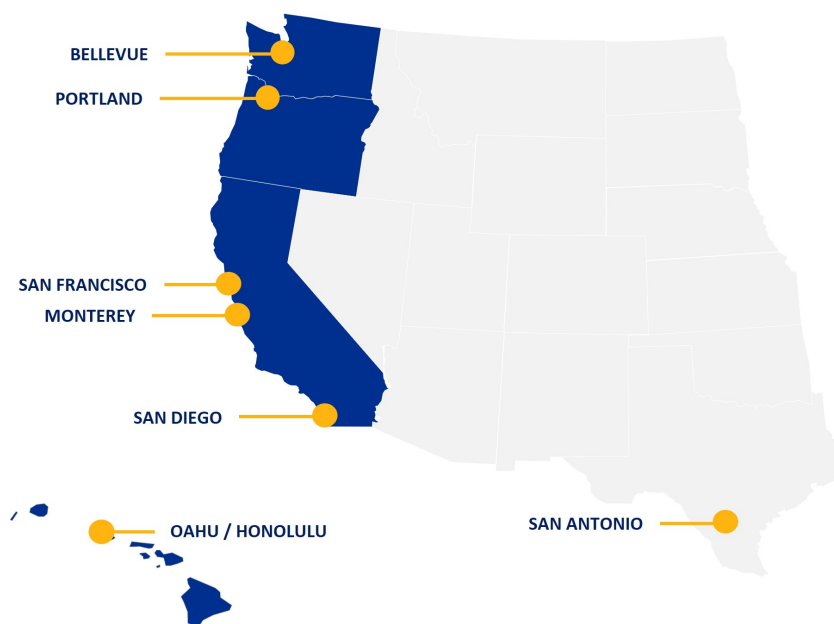 BELLEVUE
PORTLAND
SAN FRANCISCO
MONTEREY
SAN DIEGO
OAHU / HONOLULU
SAN ANTONIO